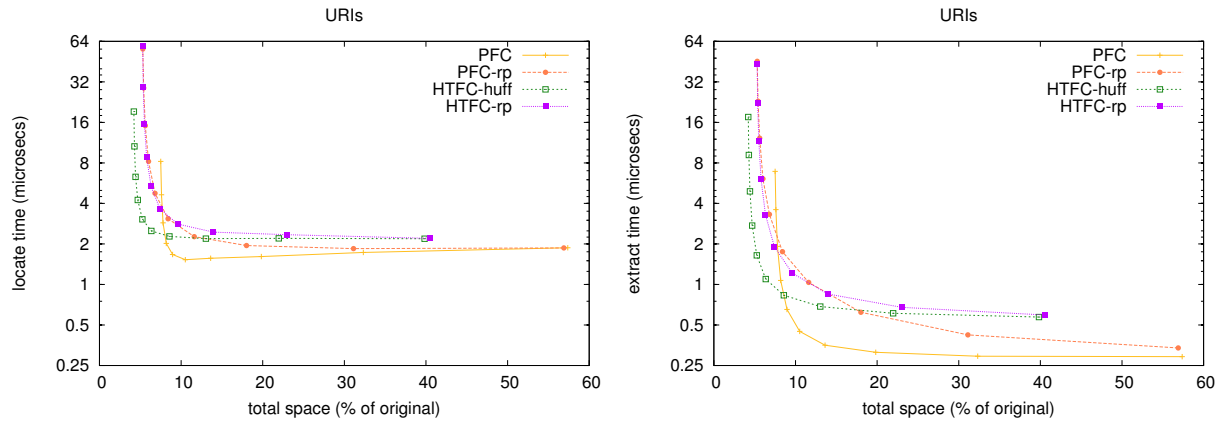 URIs
64
32
16
8
4
2
1
0.5
0.25
0 10 20 30 40 50 60
locate time (microsecs)
total space (% of original)
PFC
PFC-rp
HTFC-huff
HTFC-rp
URIs
64
32
16
8
4
2
1
0.5
0.25
0 10 20 30 40 50 60
extract time (microsecs)
total space (% of original)
PFC
PFC-rp
HTFC-huff
HTFC-rp